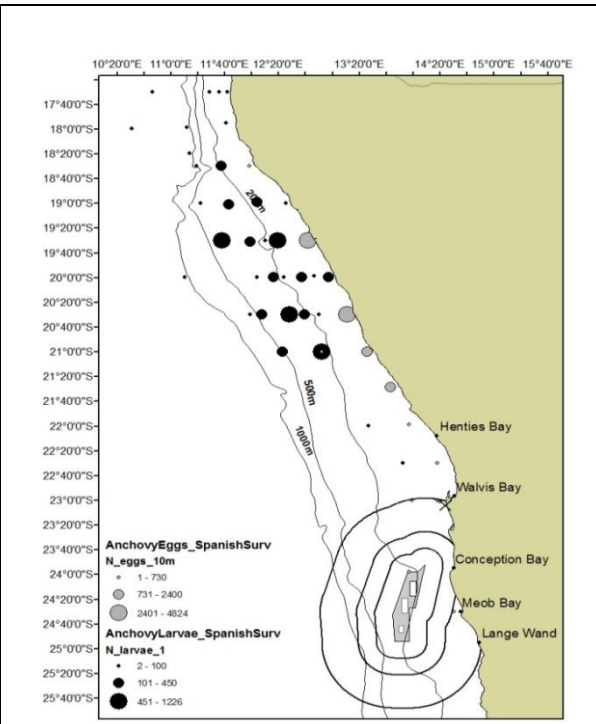 10°20'0"E 11°0'0"E 11°40'0"E 12°20'0"E 13°20'0"E 14°20'0"E 15°0'0"E 15°40'0"E
17°40'0"S
18°0'0"S
18°20'0"S
18°40'0"S
19°0'0"S
19°20'0"S
19°40'0"S
20°0'0"S
20°20'0"S
20°40'0"S
21°0'0"S
21°20'0"S
21°40'0"S
22°0'0"S
22°20'0"S
22°40'0"S
23°0'0"S
23°20'0"S
23°40'0"S
24°0'0"S
24°20'0"S
24°40'0"S
25°0'0"S
25°20'0"S
25°40'0"S
200m
500m
1000m
Henties Bay
Walvis Bay
Conception Bay
Meob Bay
Lange Wand
AnchovyEggs_SpanishSurv
N_eggs_10m
1 - 730
731 - 2400
2401 - 4824
AnchovyLarvae_SpanishSurv
N_larvae_1
2 - 100
101 - 450
451 - 1226